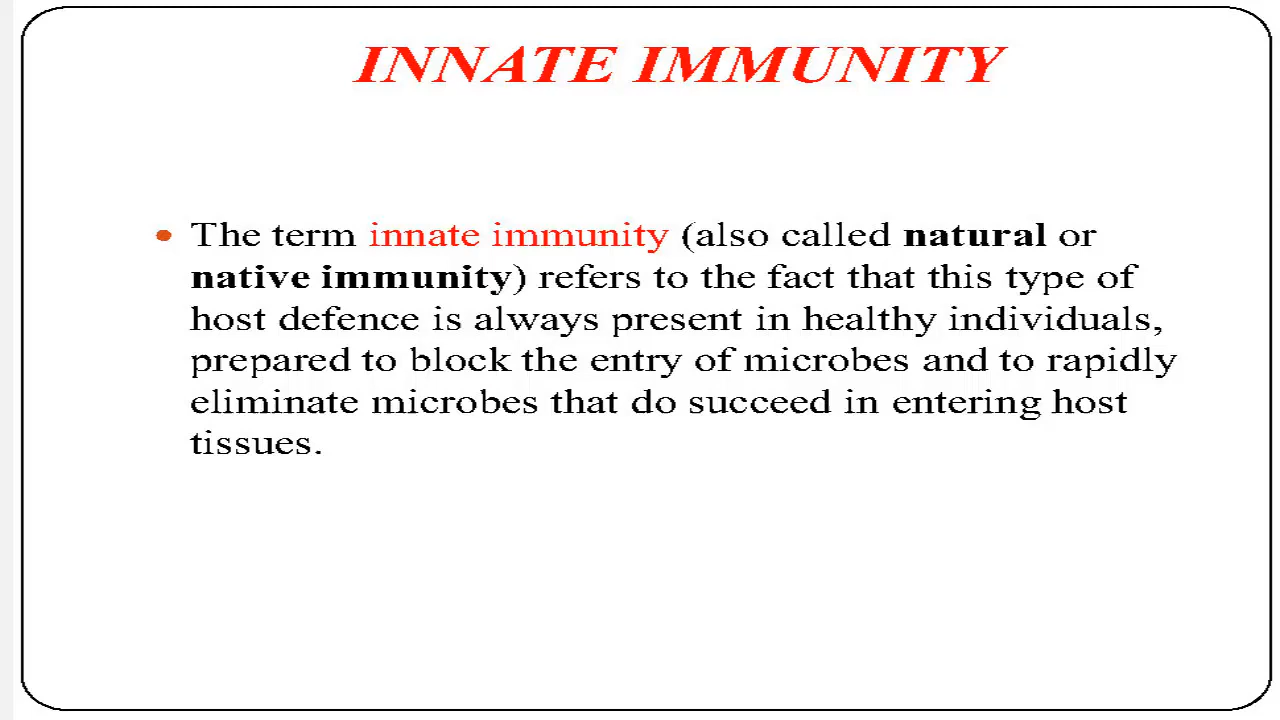 INNATE IMMUNITY
• The term innate immunity (also called natural or
native immunity) refers to the fact that this type of
host defence is always present in healthy individuals,
prepared to block the entry of microbes and to rapidly
eliminate microbes that do succeed in entering host
tissues.